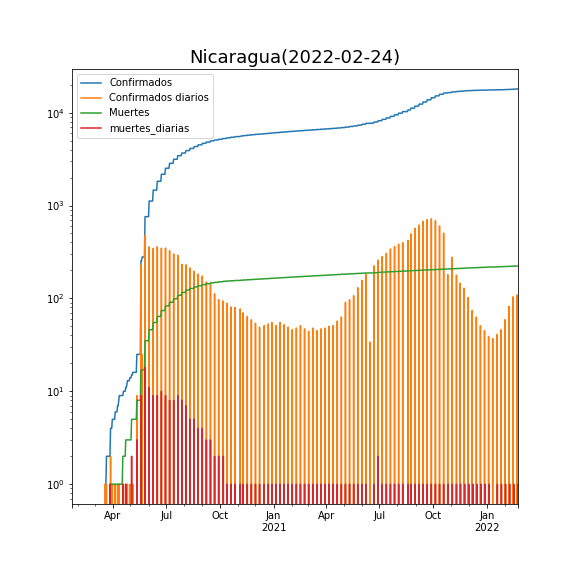 Nicaragua(2022-02-24)
Confirmados
Confirmados diarios
Muertes
muertes_diarias
10⁴
10³
10²
10¹
10⁰
Apr Jul Oct Jan Apr Jul Oct Jan
2021 2022